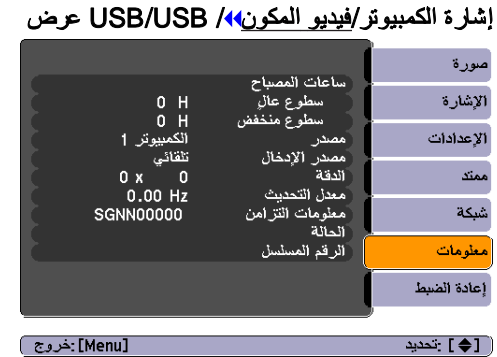 إشارة الكمبيوتر/فيديو المكون/ USB/USB عرض
صورة
الإشارة
الإعدادات
ممتد
شبكة
معلومات
إعادة الضبط
ساعات المصباح
سطوع عالٍ 0 H
سطوع منخفض 0 H
مصدر الكمبيوتر 1
مصدر الإدخال تلقائي
الدقة 0 x 0
معدل التحديث 0.00 Hz
معلومات التزامن SGNN00000
الحالة
الرقم المسلسل
[◆]:تحديد [Menu]:خروج